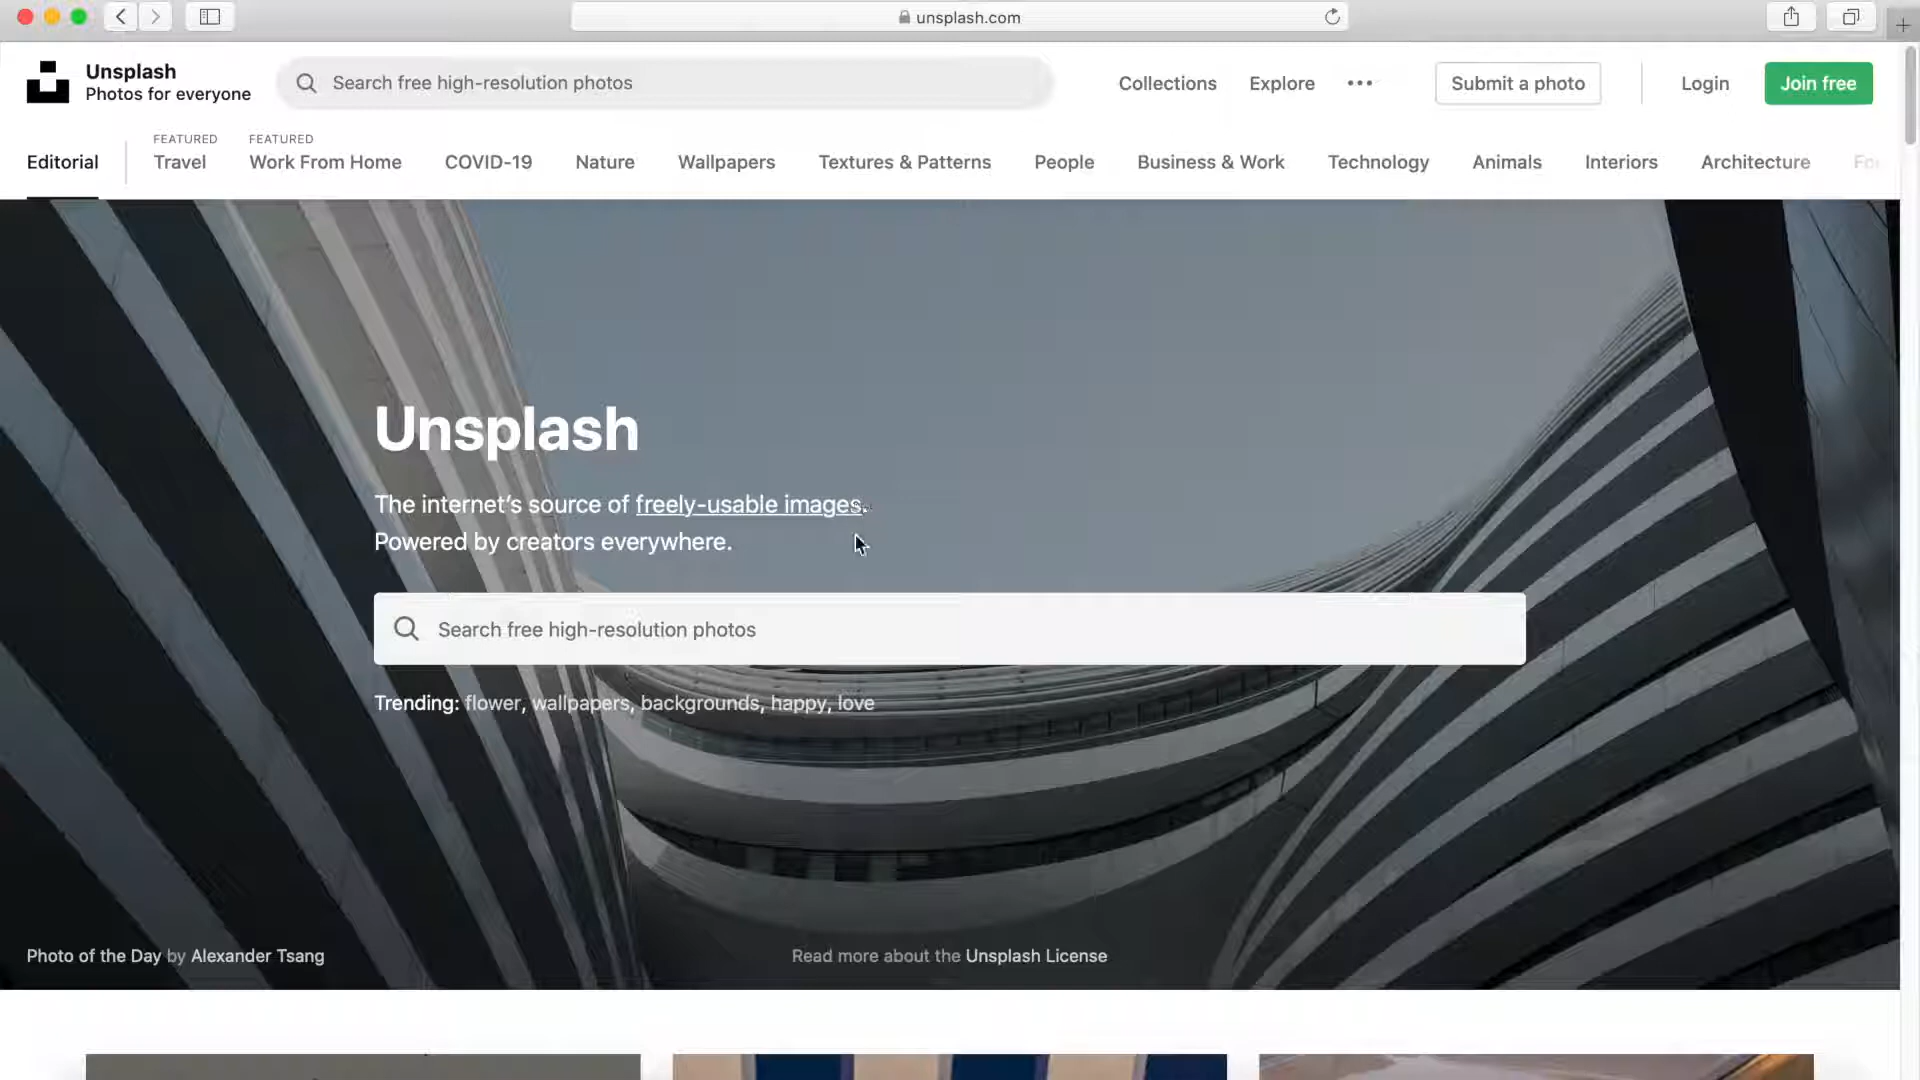 unsplash.com
Unsplash
Photos for everyone
Search free high-resolution photos
Collections
Explore
Submit a photo
Login
Join free
Editorial
FEATURED
Travel
FEATURED
Work From Home
COVID-19
Nature
Wallpapers
Textures & Patterns
People
Business & Work
Technology
Animals
Interiors
Architecture
Unsplash
The internet’s source of freely-usable images.
Powered by creators everywhere.
Search free high-resolution photos
Trending: flower, wallpapers, backgrounds, happy, love
Photo of the Day by Alexander Tsang
Read more about the Unsplash License